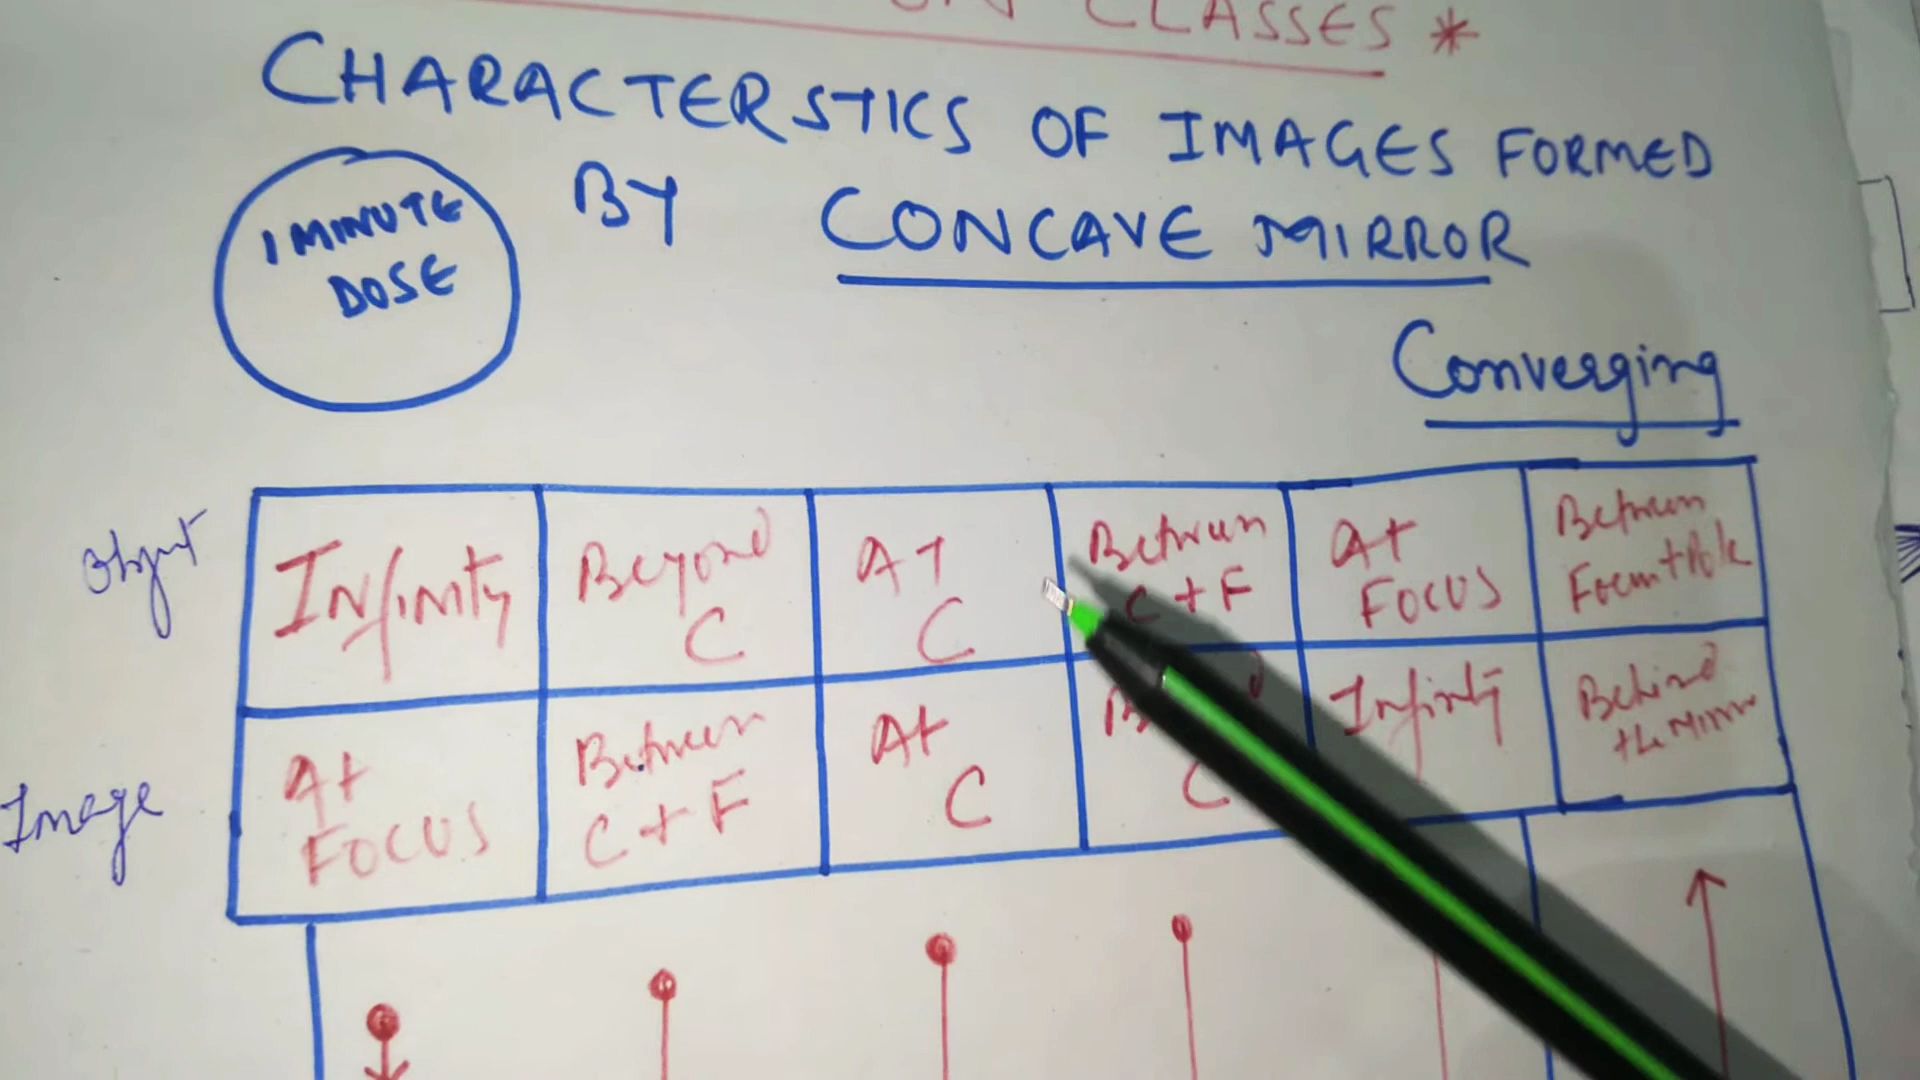 CLASSES *
CHARACTERSTICS OF IMAGES FORMED
BY CONCAVE MIRROR
1 MINUTE
DOSE
Converging
Object
Infinity
Beyond
C
AT
C
Between
C + F
At
FOCUS
Between
Focus + Pole
Image
At
FOCUS
Between
C + F
At
C
C
Infinity
Behind
the Mirror